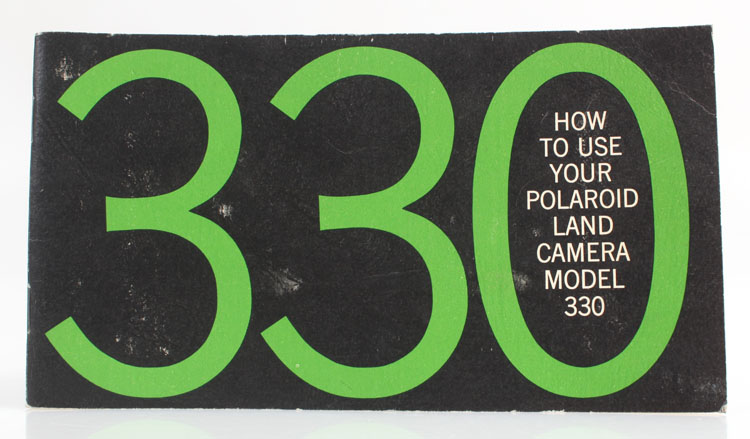 330
HOW
TO USE
YOUR
POLAROID
LAND
CAMERA
MODEL
330